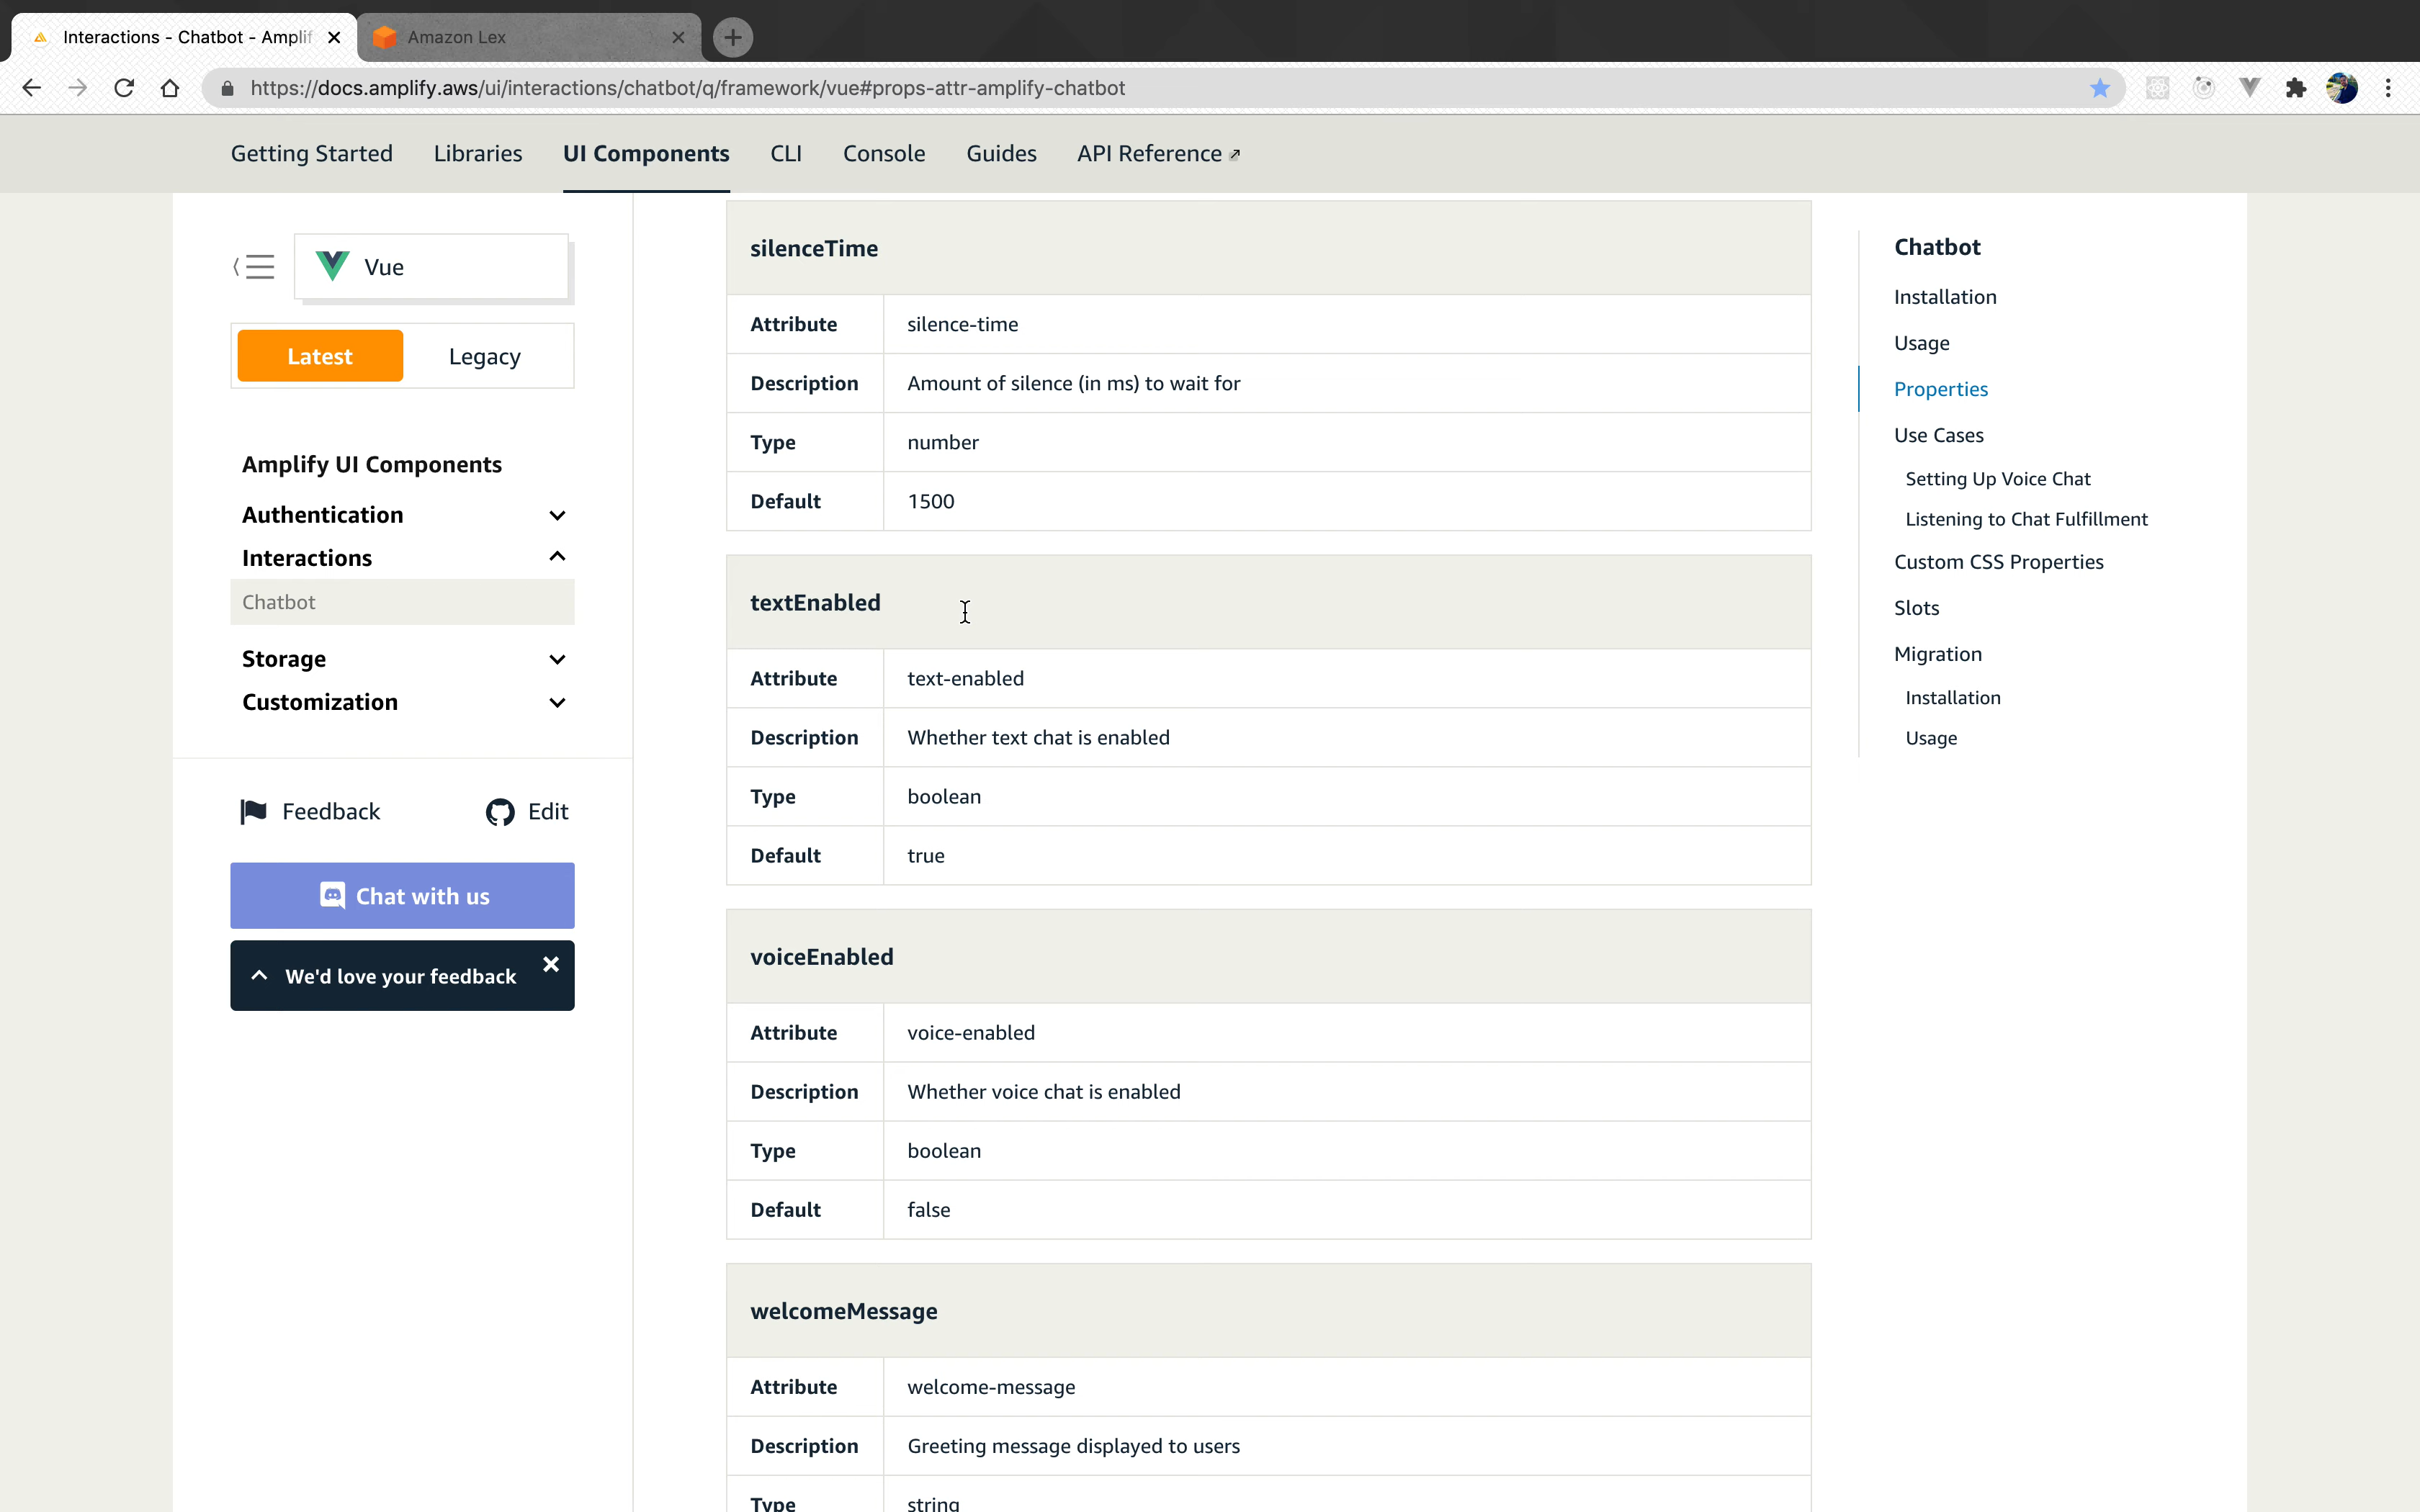 Interactions - Chatbot - Amplif
Amazon Lex
https://docs.amplify.aws/ui/interactions/chatbot/q/framework/vue#props-attr-amplify-chatbot
Getting Started
Libraries
UI Components
CLI
Console
Guides
API Reference
Vue
Latest
Legacy
Amplify UI Components
Authentication
Interactions
Chatbot
Storage
Customization
Feedback
Edit
Chat with us
We'd love your feedback
silenceTime
Attribute silence-time
Description Amount of silence (in ms) to wait for
Type number
Default 1500
textEnabled
Attribute text-enabled
Description Whether text chat is enabled
Type boolean
Default true
voiceEnabled
Attribute voice-enabled
Description Whether voice chat is enabled
Type boolean
Default false
welcomeMessage
Attribute welcome-message
Description Greeting message displayed to users
Type string
Chatbot
Installation
Usage
Properties
Use Cases
Setting Up Voice Chat
Listening to Chat Fulfillment
Custom CSS Properties
Slots
Migration
Installation
Usage